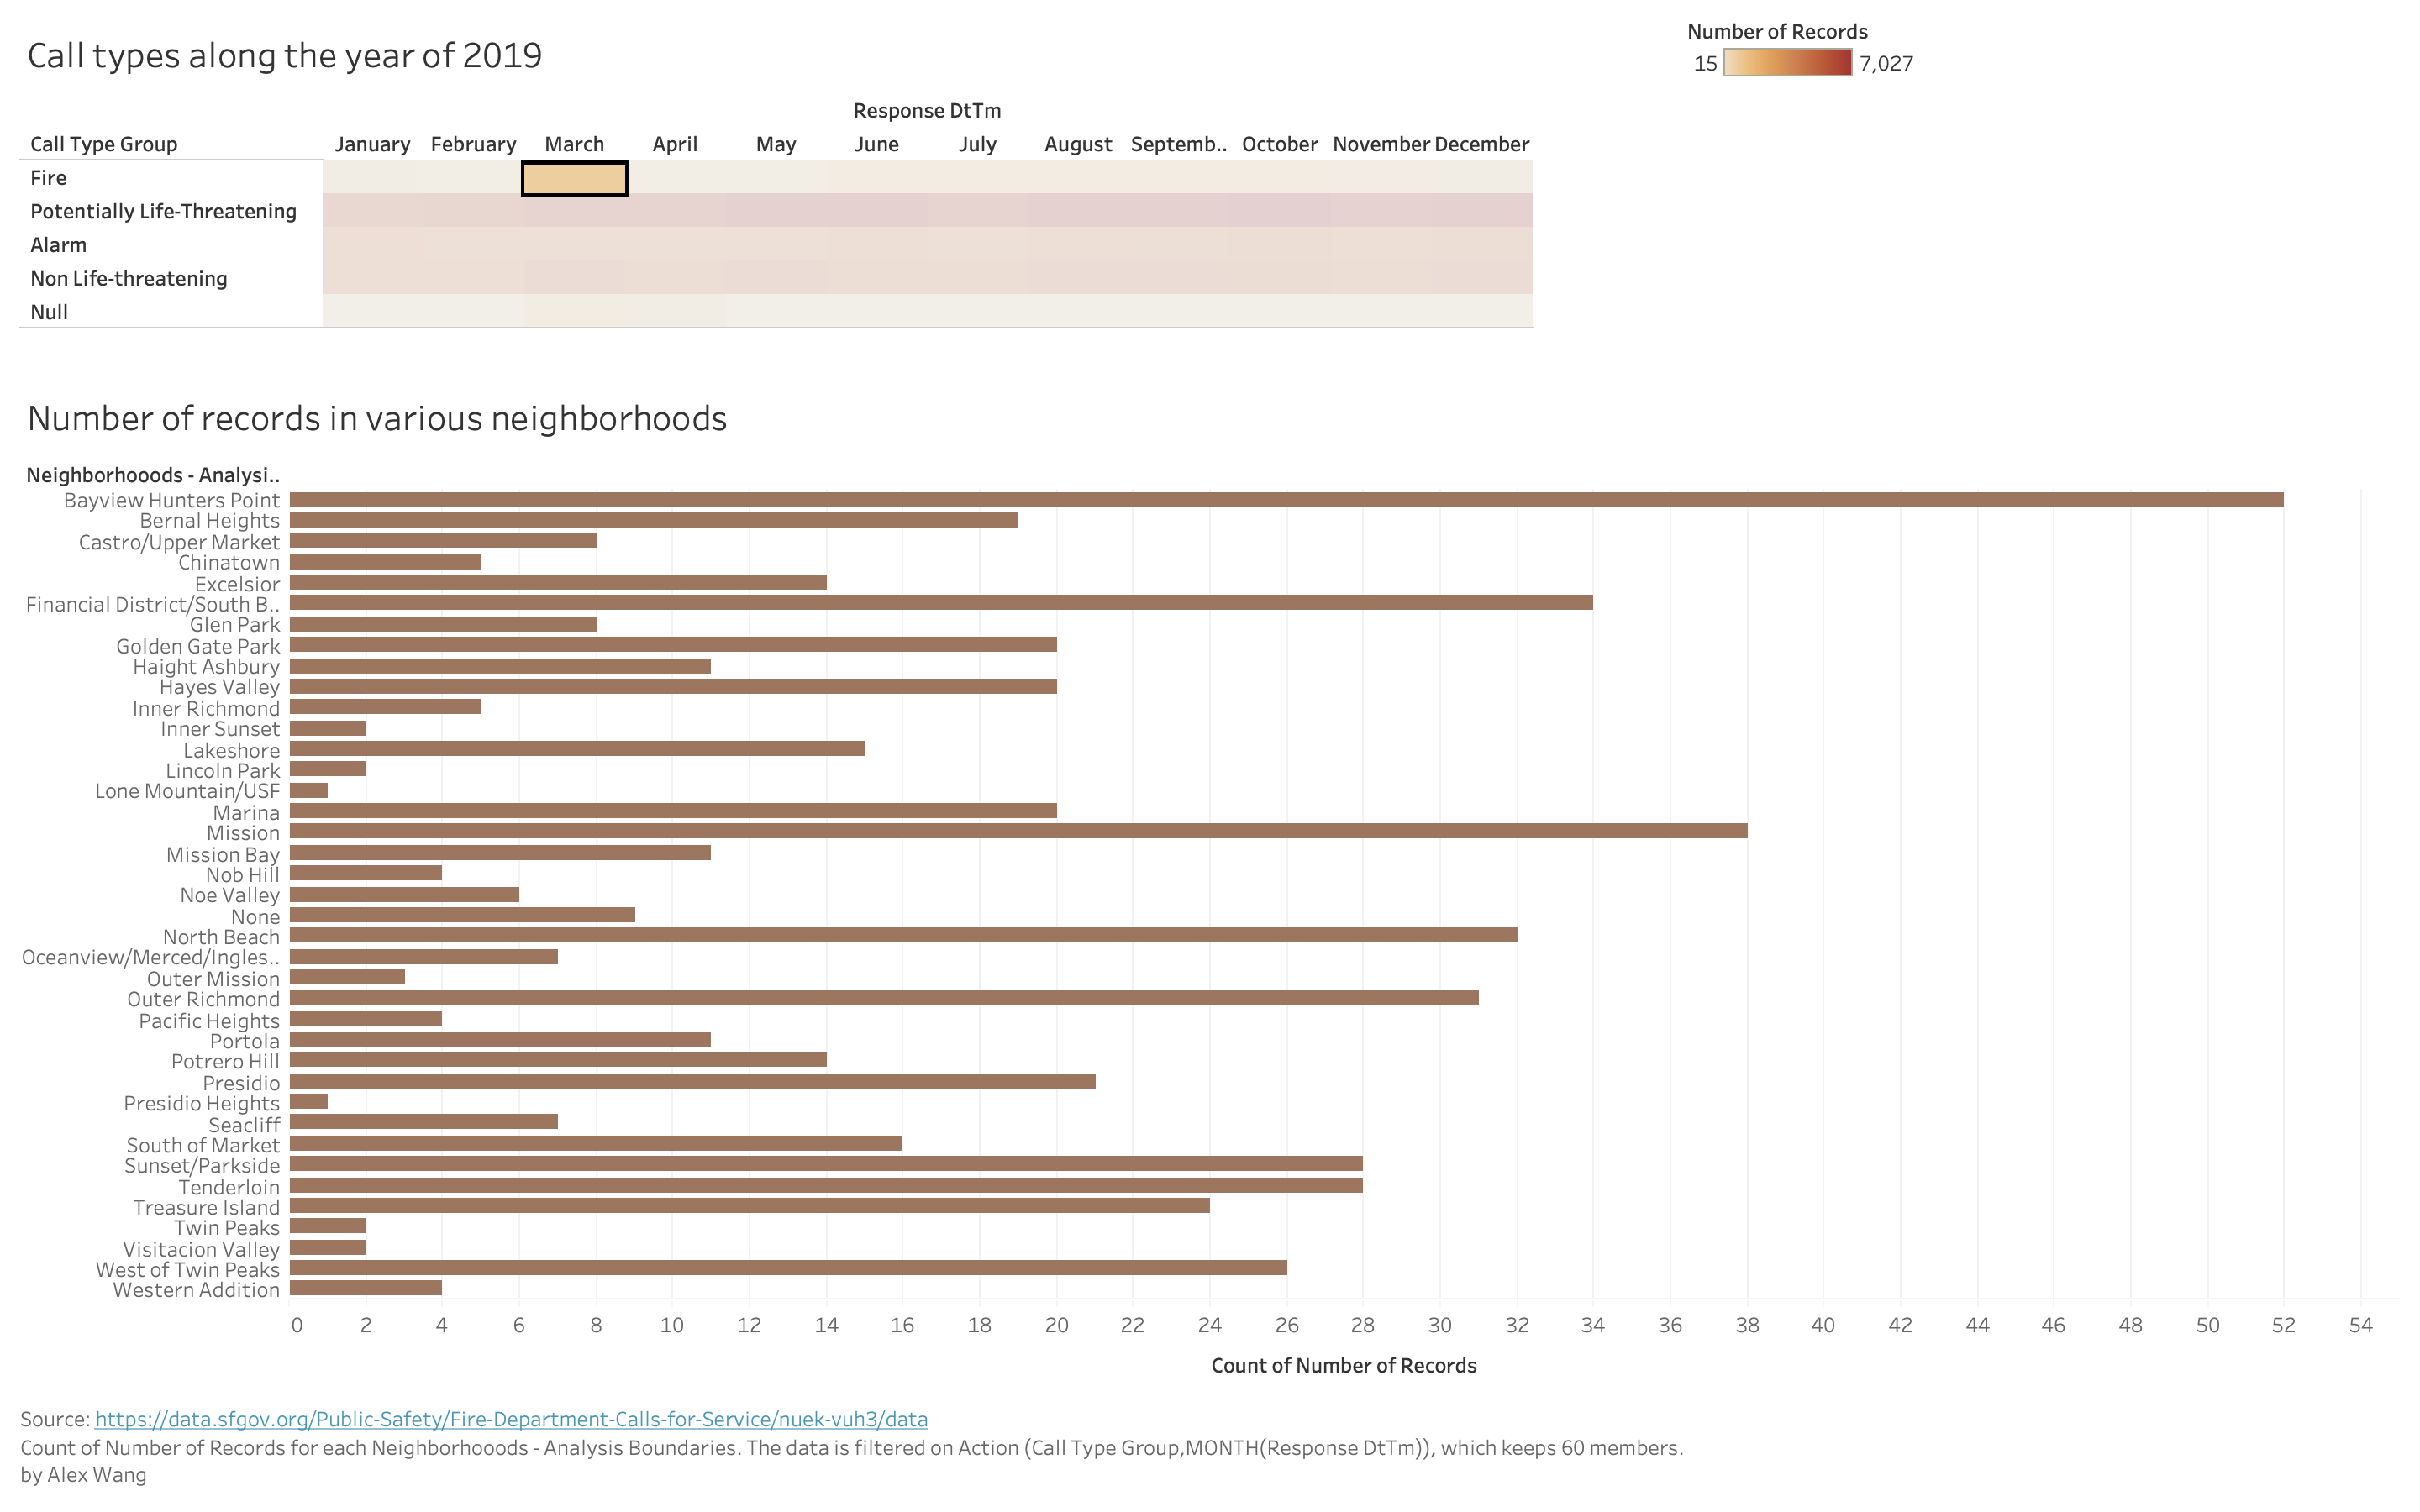 Call types along the year of 2019
Number of Records
15 7,027
Response DtTm
Call Type Group January February March April May June July August Septemb.. October November December
Fire
Potentially Life-Threatening
Alarm
Non Life-threatening
Null
Number of records in various neighborhoods
Neighborhooods - Analysi..
Bayview Hunters Point
Bernal Heights
Castro/Upper Market
Chinatown
Excelsior
Financial District/South B..
Glen Park
Golden Gate Park
Haight Ashbury
Hayes Valley
Inner Richmond
Inner Sunset
Lakeshore
Lincoln Park
Lone Mountain/USF
Marina
Mission
Mission Bay
Nob Hill
Noe Valley
None
North Beach
Oceanview/Merced/Ingles..
Outer Mission
Outer Richmond
Pacific Heights
Portola
Potrero Hill
Presidio
Presidio Heights
Seacliff
South of Market
Sunset/Parkside
Tenderloin
Treasure Island
Twin Peaks
Visitacion Valley
West of Twin Peaks
Western Addition
0 2 4 6 8 10 12 14 16 18 20 22 24 26 28 30 32 34 36 38 40 42 44 46 48 50 52 54
Count of Number of Records
Source: https://data.sfgov.org/Public-Safety/Fire-Department-Calls-for-Service/nuek-vuh3/data
Count of Number of Records for each Neighborhooods - Analysis Boundaries. The data is filtered on Action (Call Type Group,MONTH(Response DtTm)), which keeps 60 members.
by Alex Wang